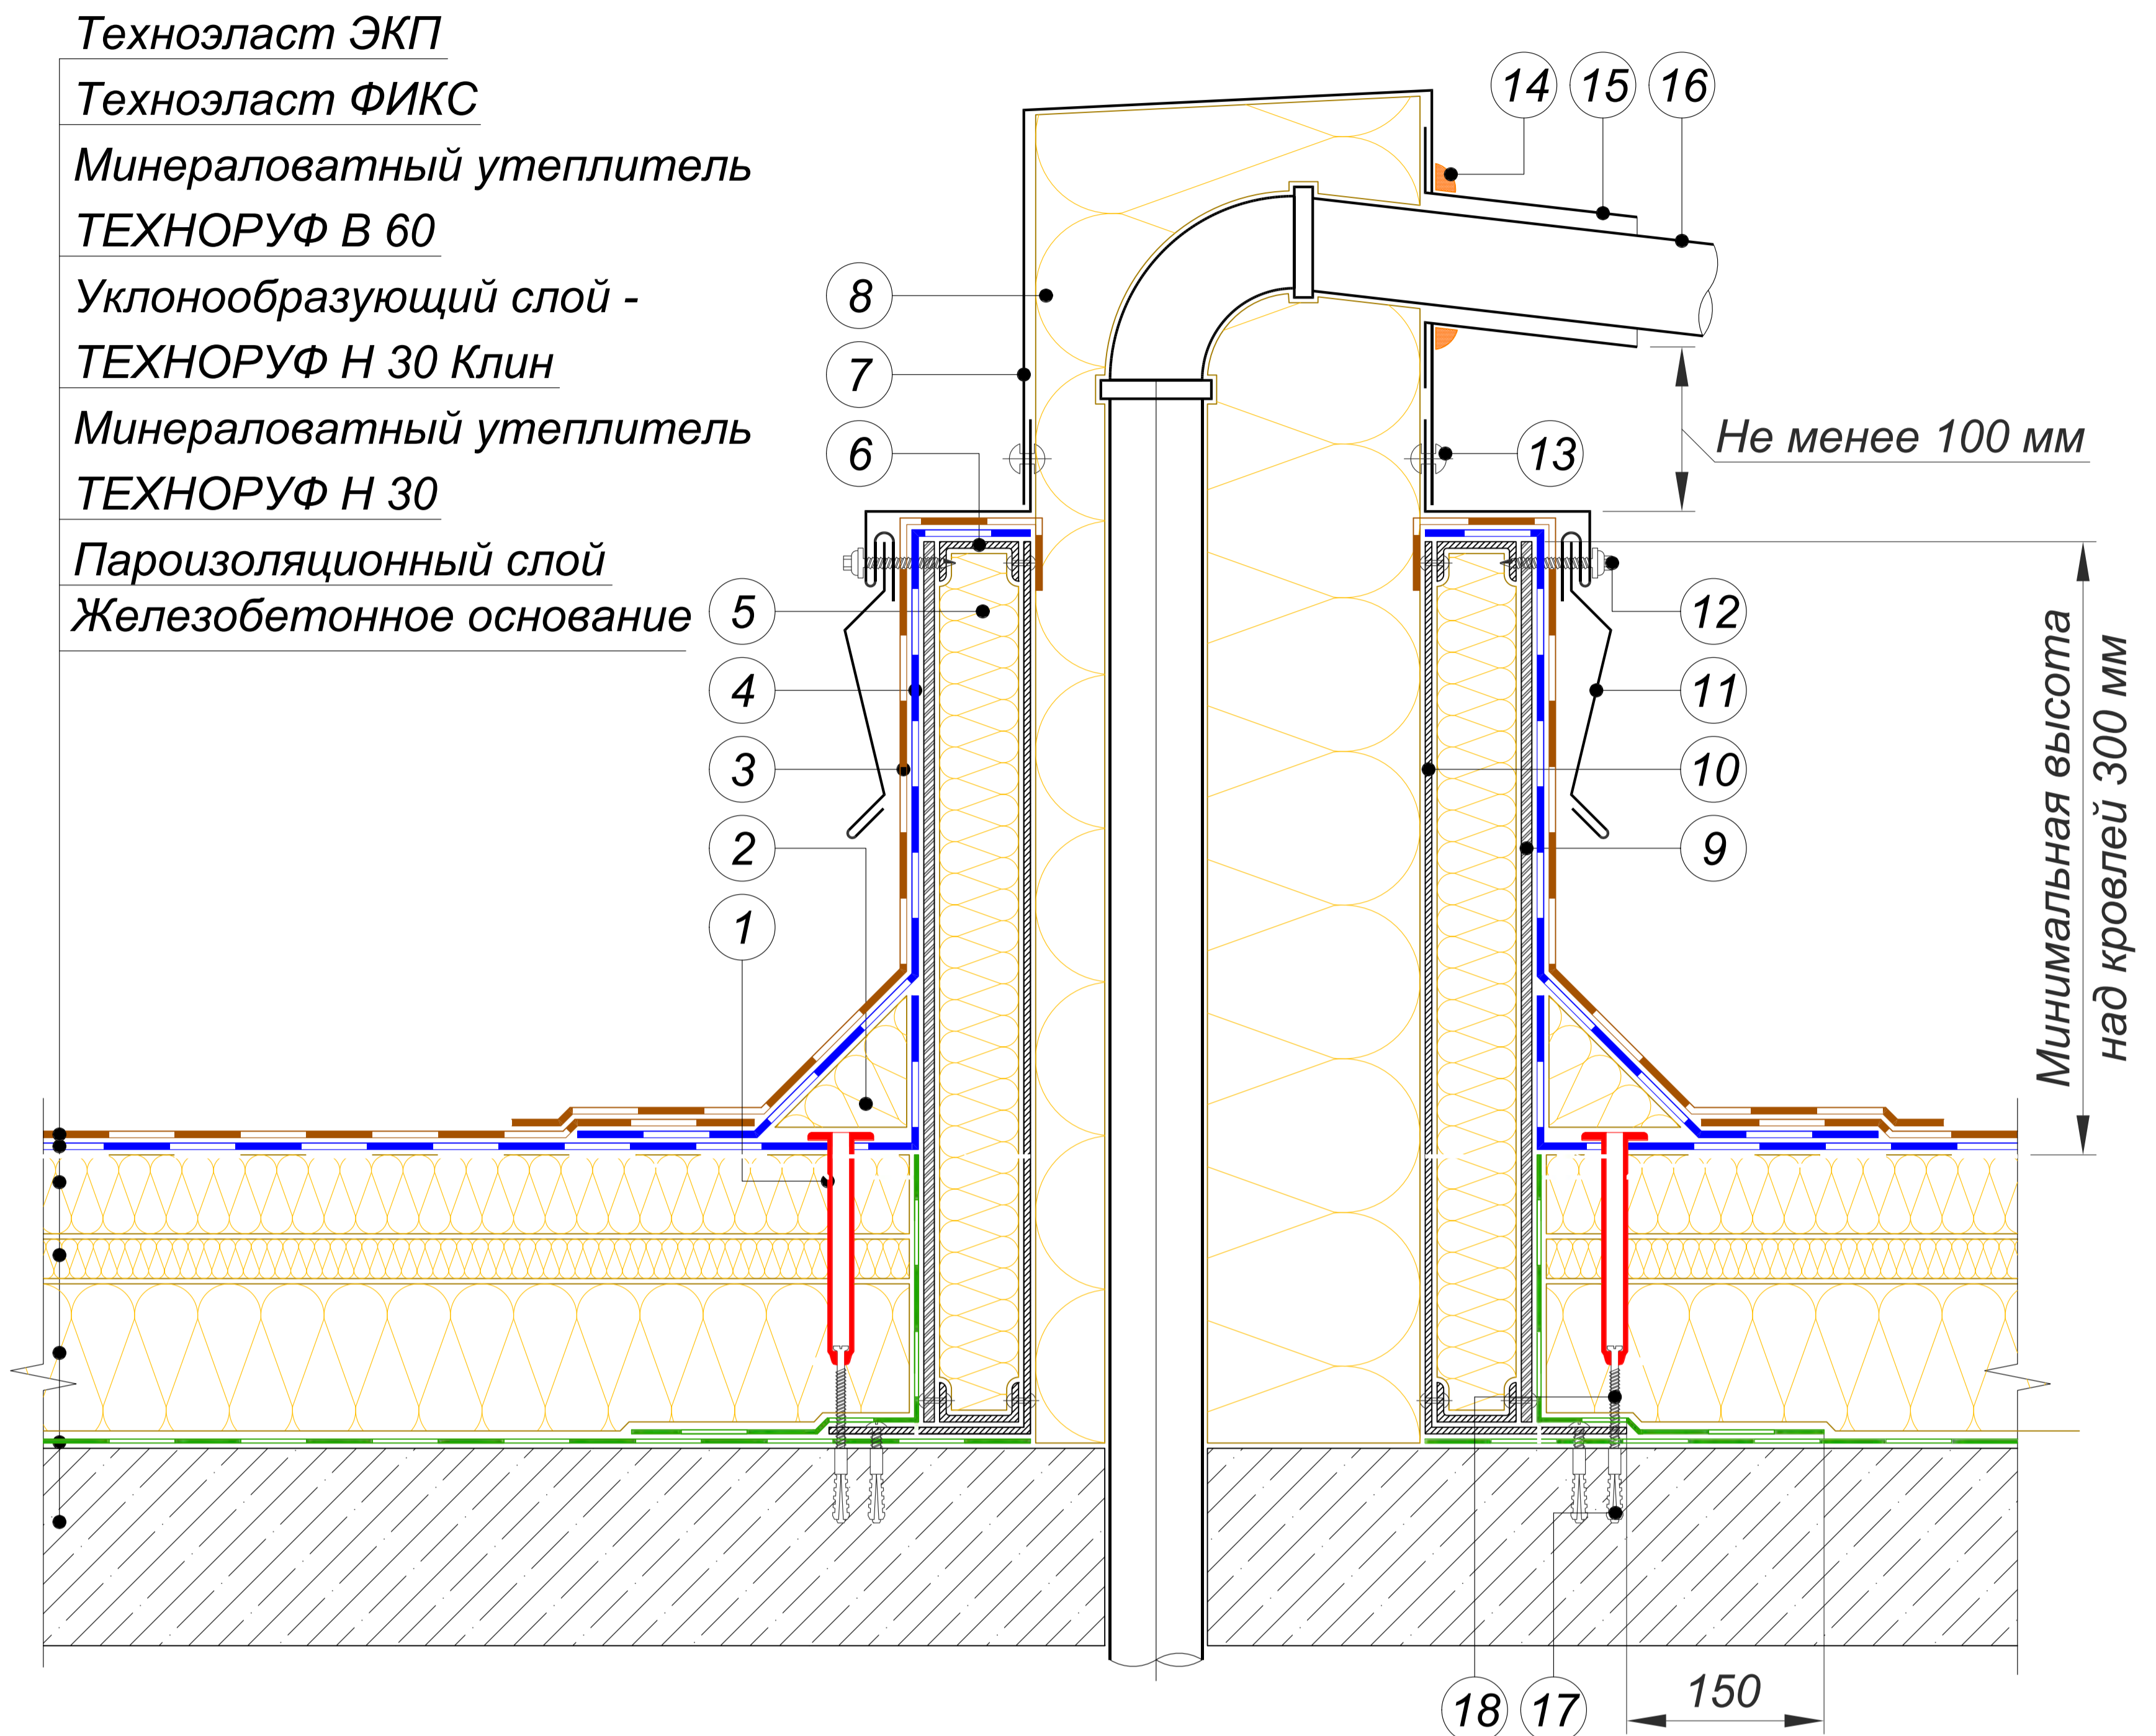 Техноэласт ЭКП
Техноэласт ФИКС
Минераловатный утеплитель
ТЕХНОРУФ В 60
Уклонообразующий слой -
ТЕХНОРУФ Н 30 Клин
Минераловатный утеплитель
ТЕХНОРУФ Н 30
Пароизоляционный слой
Железобетонное основание
14 15 16
8
7
6
13
Не менее 100 мм
5
4
3
2
1
12
11
10
9
Минимальная высота
над кровлей 300 мм
18 17
150